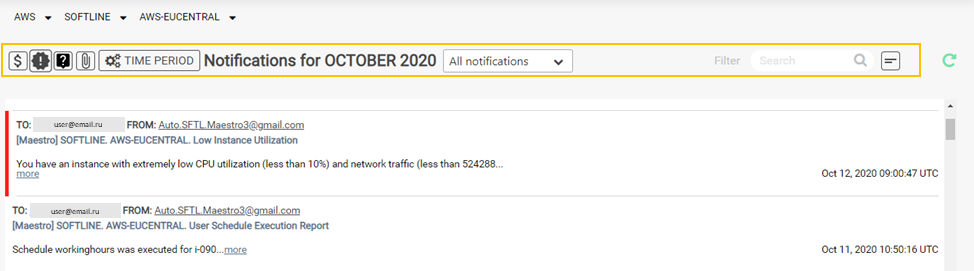 AWS SOFTLINE AWS-EUCENTRAL
$ ! ? TIME PERIOD Notifications for OCTOBER 2020 All notifications Filter Search
TO: user@email.ru FROM: Auto.SFTL.Maestro3@gmail.com
[Maestro] SOFTLINE. AWS-EUCENTRAL. Low Instance Utilization
You have an instance with extremely low CPU utilization (less than 10%) and network traffic (less than 524288...
more Oct 12, 2020 09:00:47 UTC
TO: user@email.ru FROM: Auto.SFTL.Maestro3@gmail.com
[Maestro] SOFTLINE. AWS-EUCENTRAL. User Schedule Execution Report
Schedule workinghours was executed for i-090...more Oct 11, 2020 10:50:16 UTC